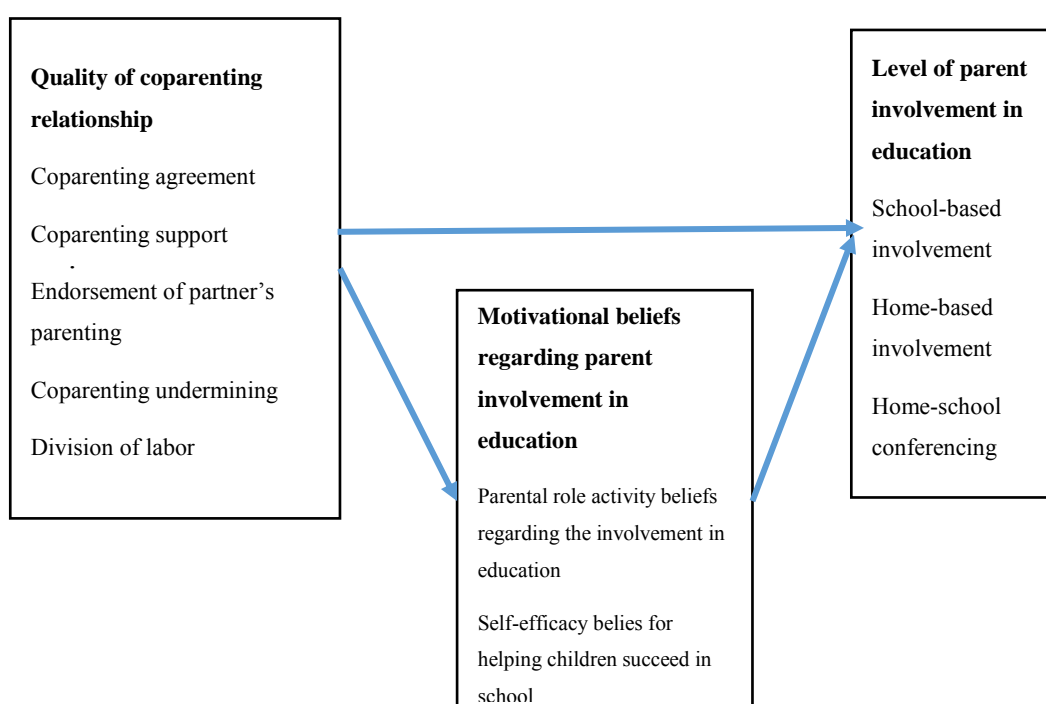 Quality of coparenting
relationship
Coparenting agreement
Coparenting support
Endorsement of partner’s
parenting
Coparenting undermining
Division of labor
Motivational beliefs
regarding parent
involvement in
education
Parental role activity beliefs
regarding the involvement in
education
Self-efficacy belies for
helping children succeed in
school
Level of parent
involvement in
education
School-based
involvement
Home-based
involvement
Home-school
conferencing